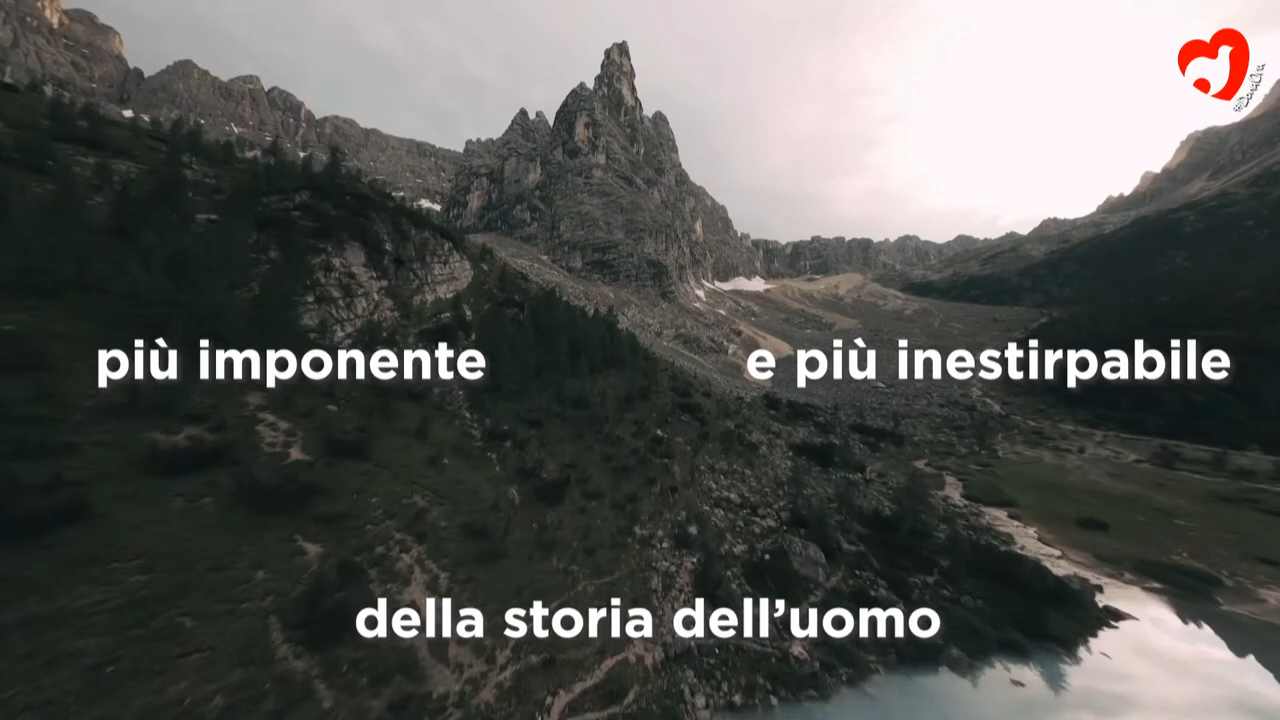 più imponente
e più inestirpabile
della storia dell’uomo